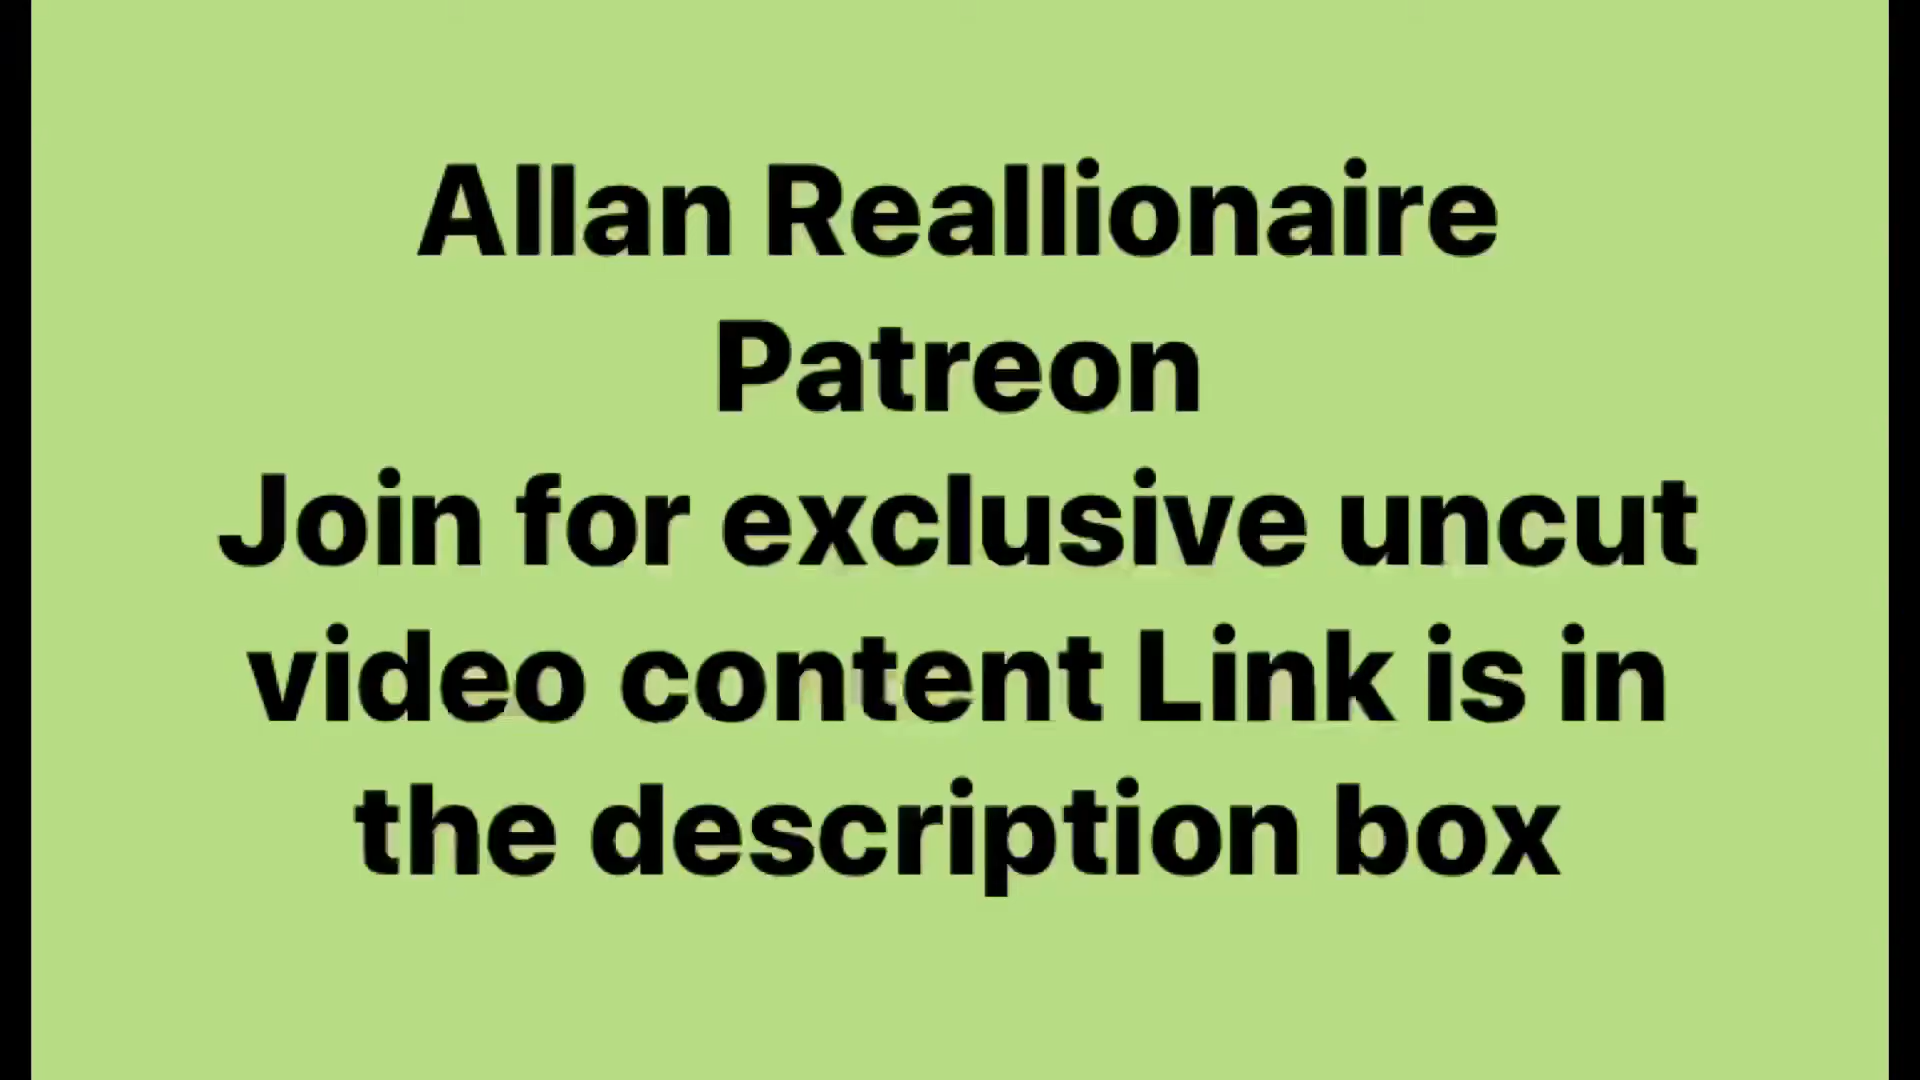 Allan Reallionaire
Patreon
Join for exclusive uncut
video content Link is in
the description box